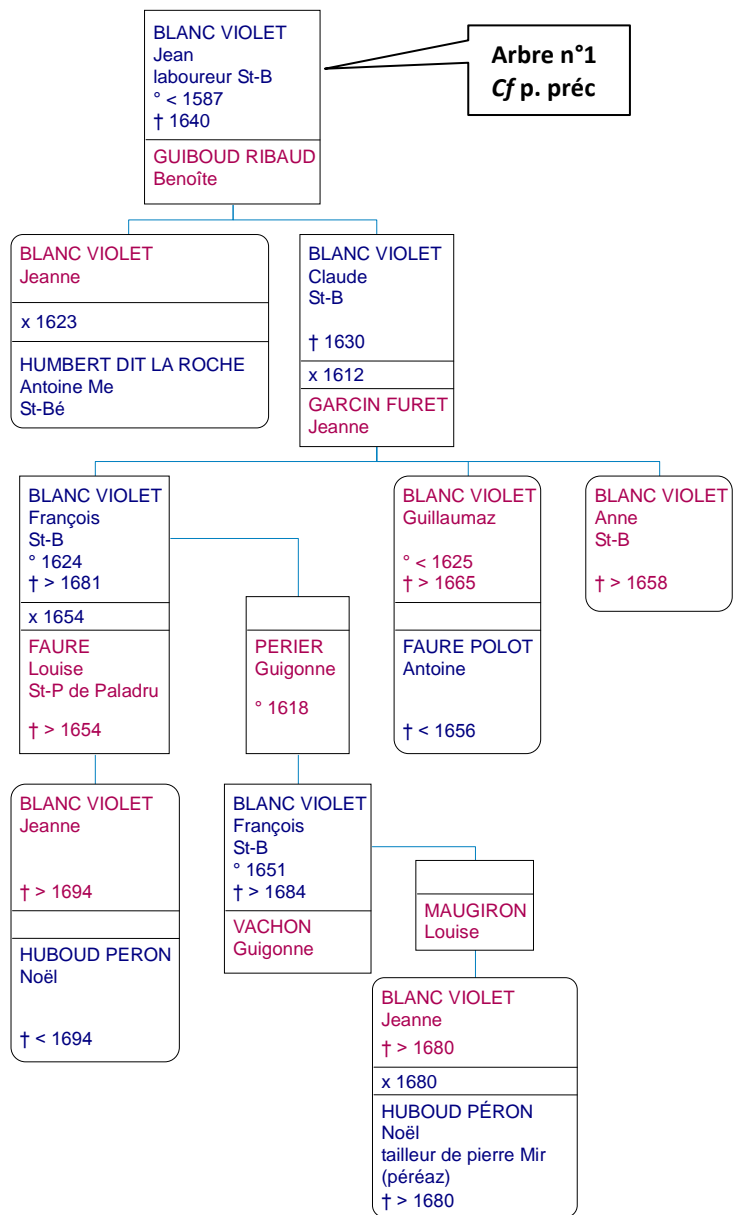 BLANC VIOLET
Jean
laboureur St-B
° < 1587
† 1640
GUIBOUD RIBAUD
Benoîte
Arbre n°1
Cf p. préc
BLANC VIOLET
Jeanne
x 1623
HUMBERT DIT LA ROCHE
Antoine Me
St-Bé
BLANC VIOLET
Claude
St-B
† 1630
x 1612
GARCIN FURET
Jeanne
BLANC VIOLET
François
St-B
° 1624
† > 1681
x 1654
FAURE
Louise
St-P de Paladru
† > 1654
PERIER
Guigonne
° 1618
BLANC VIOLET
Guillaumaz
° < 1625
† > 1665
FAURE POLOT
Antoine
† < 1656
BLANC VIOLET
Anne
St-B
† > 1658
BLANC VIOLET
Jeanne
† > 1694
HUBOUD PERON
Noël
† < 1694
BLANC VIOLET
François
St-B
° 1651
† > 1684
VACHON
Guigonne
MAUGIRON
Louise
BLANC VIOLET
Jeanne
† > 1680
x 1680
HUBOUD PÉRON
Noël
tailleur de pierre Mir
(péréaz)
† > 1680